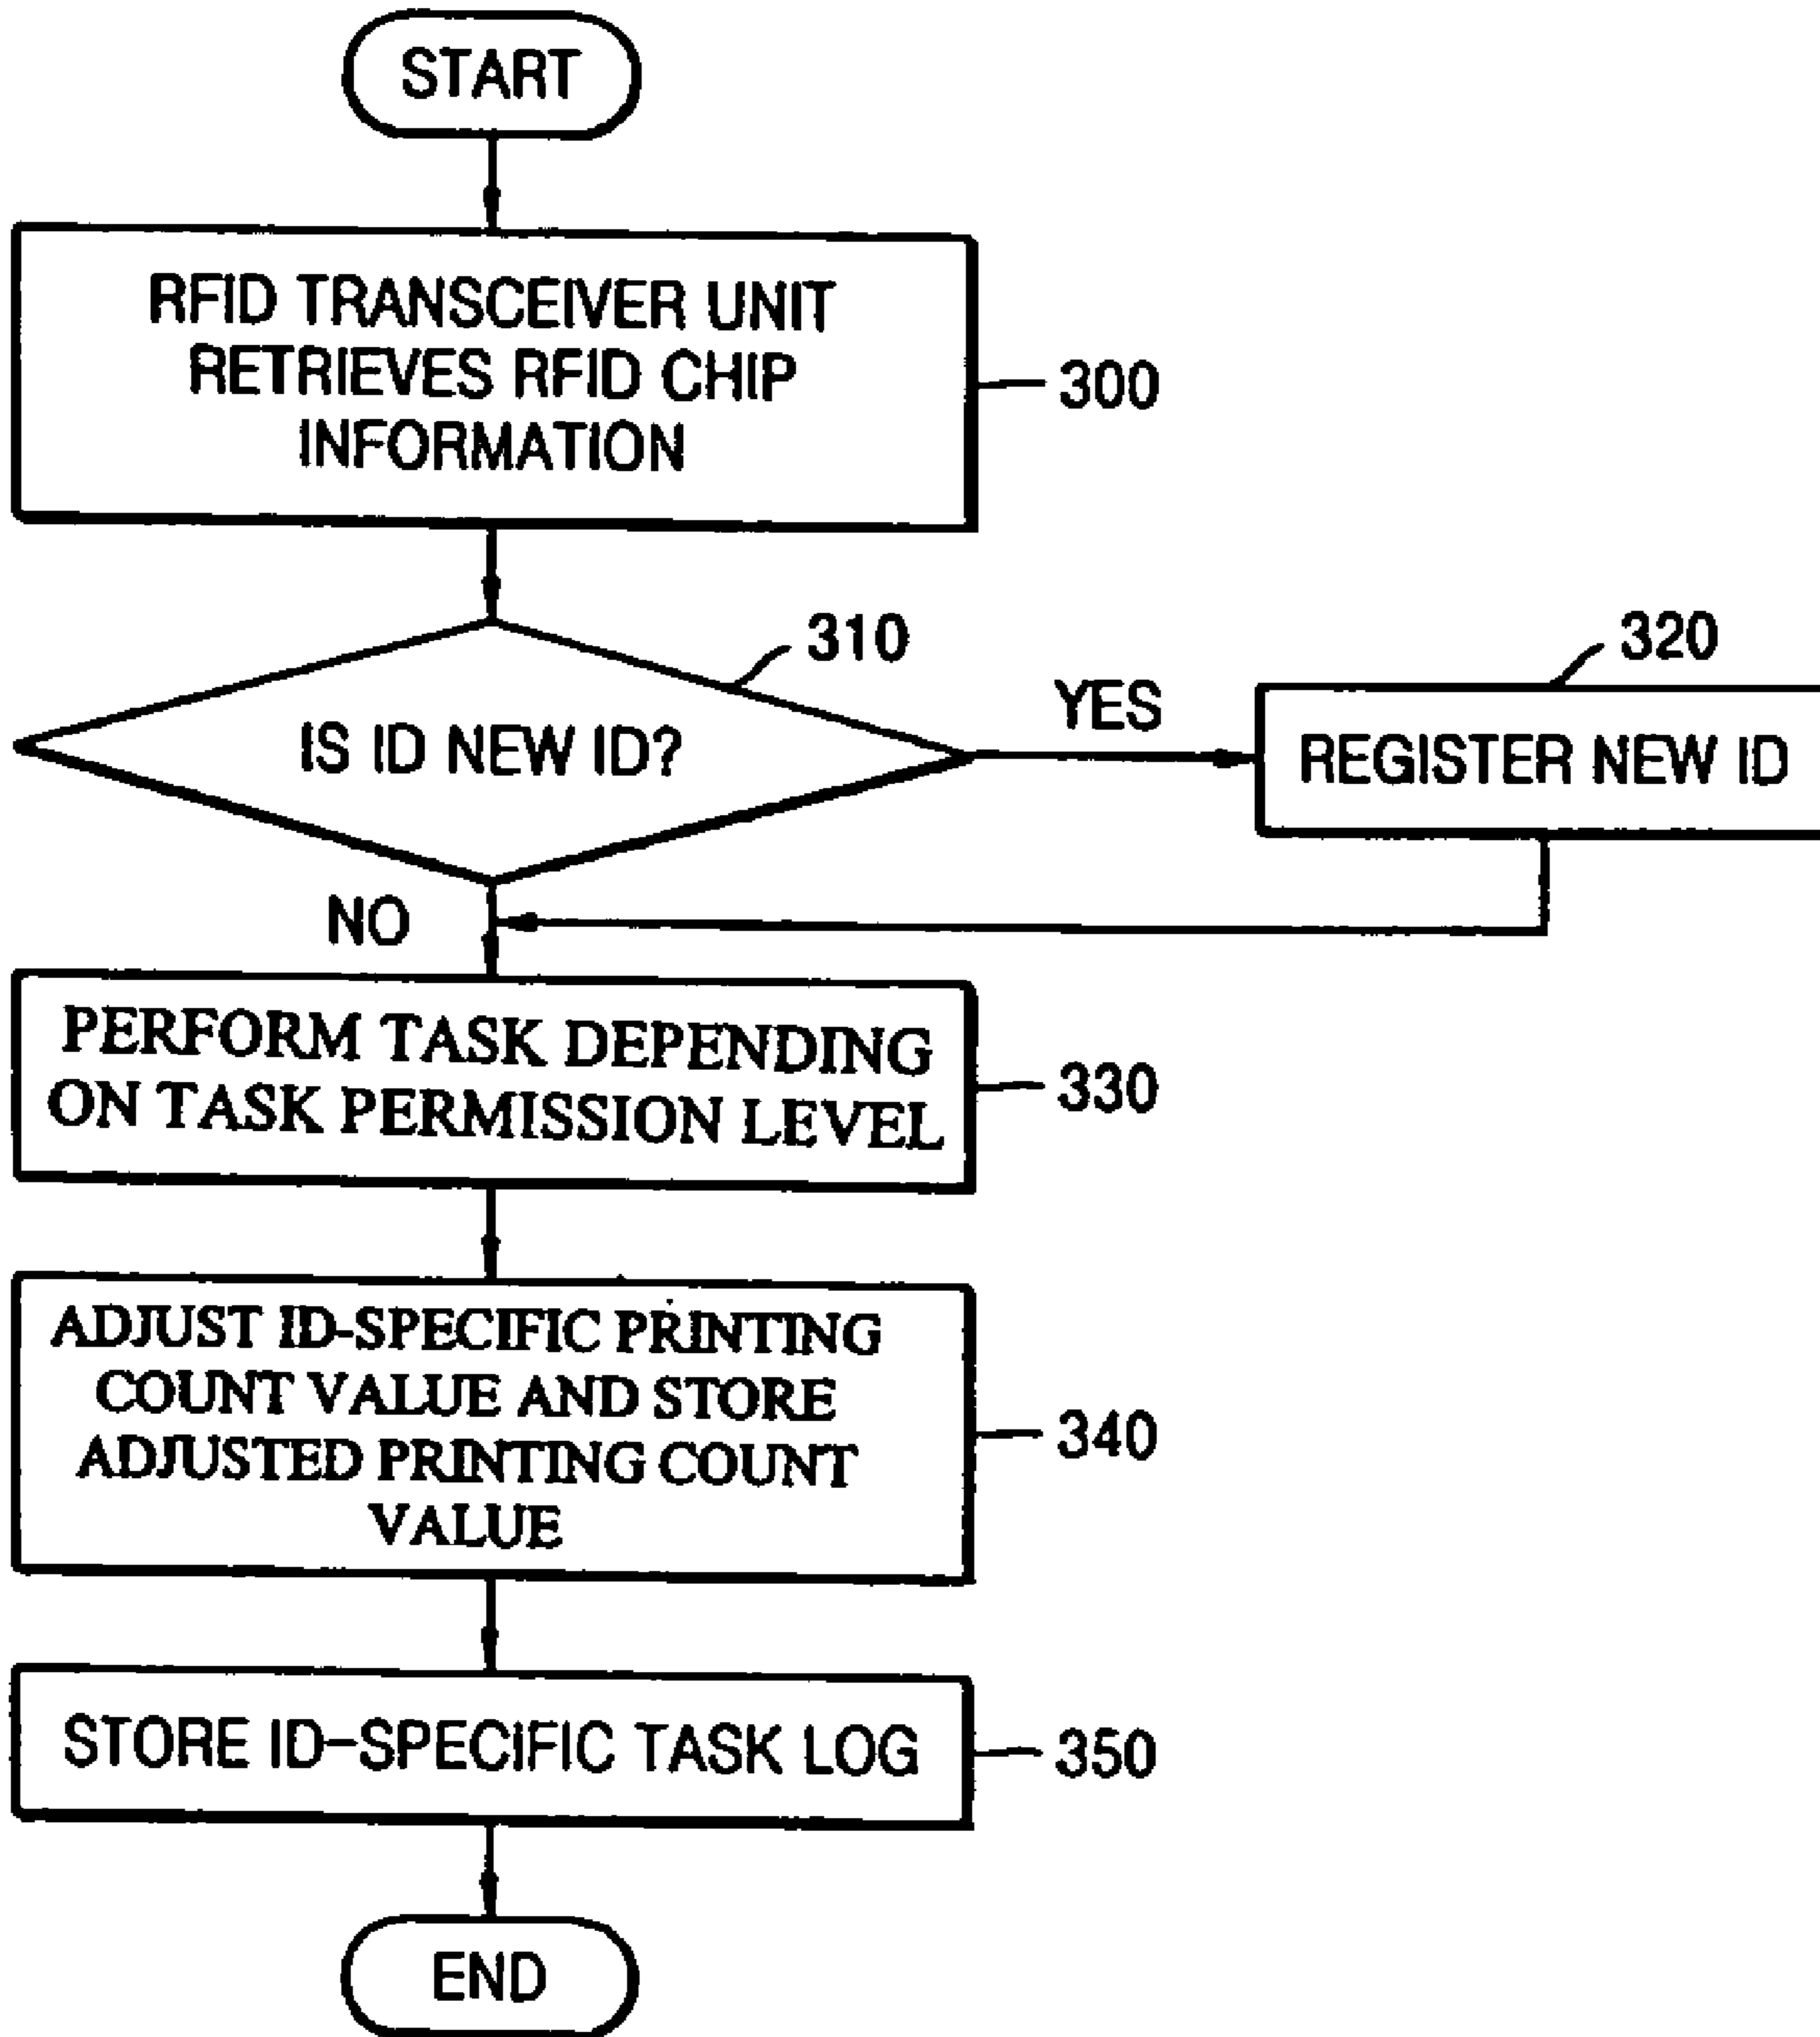 START
RFID TRANSCEIVER UNIT
RETRIEVES RFID CHIP
INFORMATION
300
310
IS ID NEW ID?
YES
320
REGISTER NEW ID
NO
PERFORM TASK DEPENDING
ON TASK PERMISSION LEVEL
330
ADJUST ID-SPECIFIC PRINTING
COUNT VALUE AND STORE
ADJUSTED PRINTING COUNT
VALUE
340
STORE ID-SPECIFIC TASK LOG
350
END